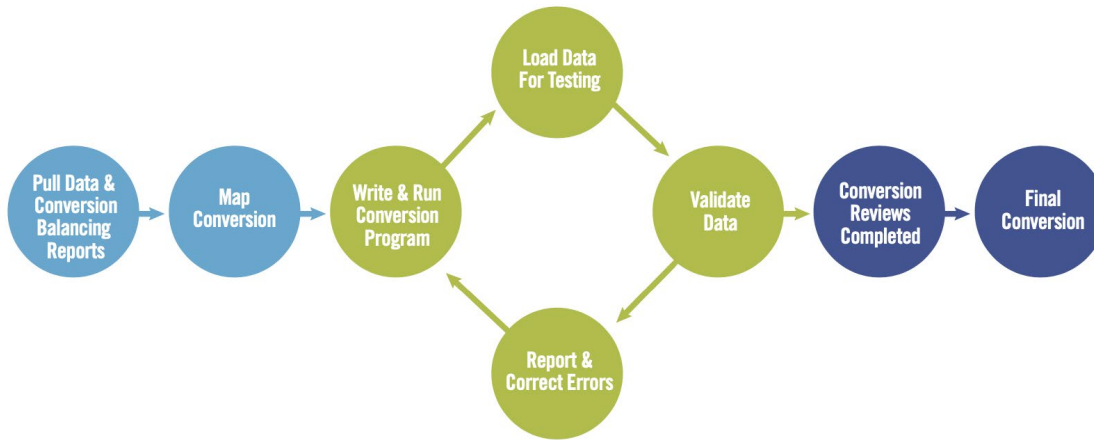 Pull Data &
Conversion
Balancing
Reports
Map
Conversion
Write & Run
Conversion
Program
Load Data
For Testing
Validate
Data
Report &
Correct Errors
Conversion
Reviews
Completed
Final
Conversion